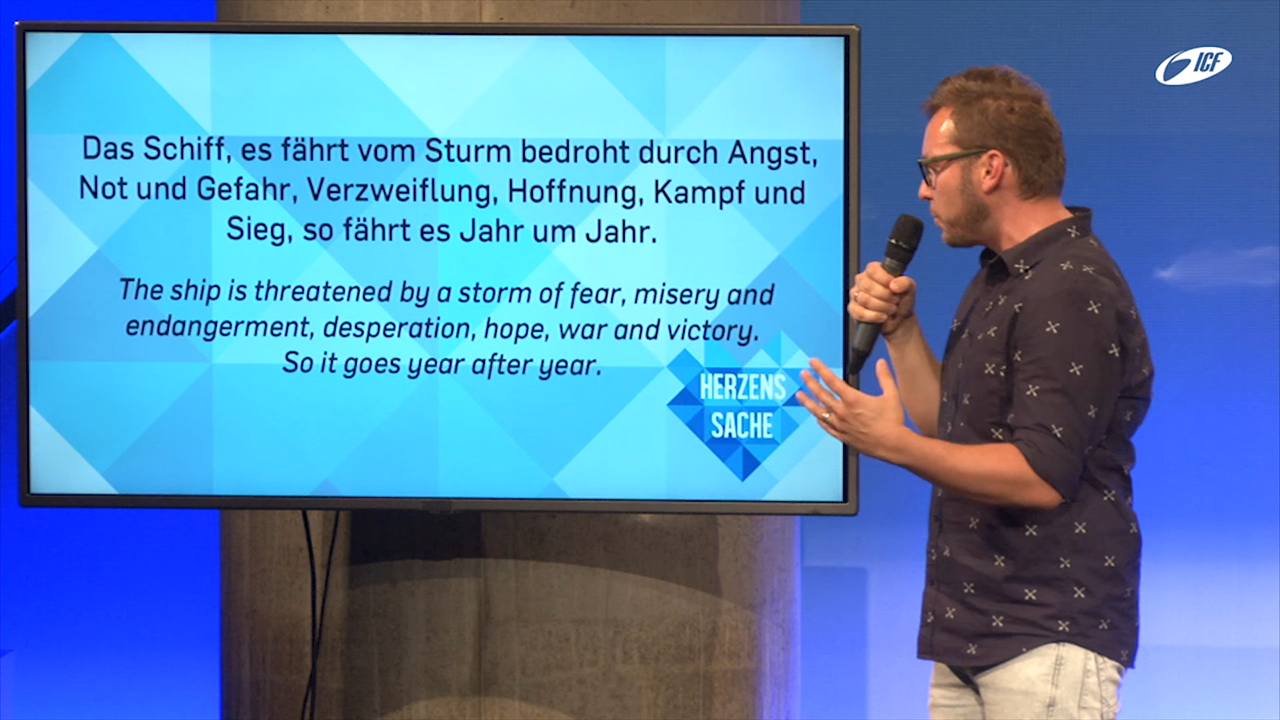 ICF
Das Schiff, es fährt vom Sturm bedroht durch Angst,
Not und Gefahr, Verzweiflung, Hoffnung, Kampf und
Sieg, so fährt es Jahr um Jahr.
The ship is threatened by a storm of fear, misery and
endangerment, desperation, hope, war and victory.
So it goes year after year.
HERZENS
SACHE